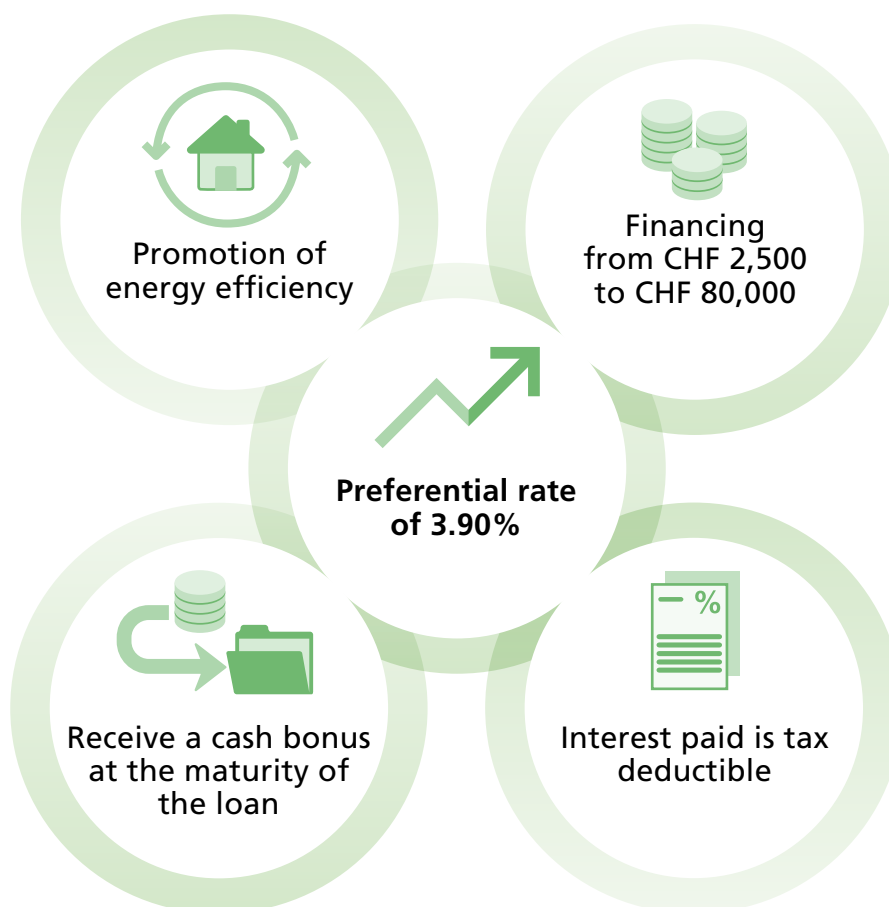 Promotion of
energy efficiency
Financing
from CHF 2,500
to CHF 80,000
Preferential rate
of 3.90%
Receive a cash bonus
at the maturity of
the loan
– %
Interest paid is tax
deductible